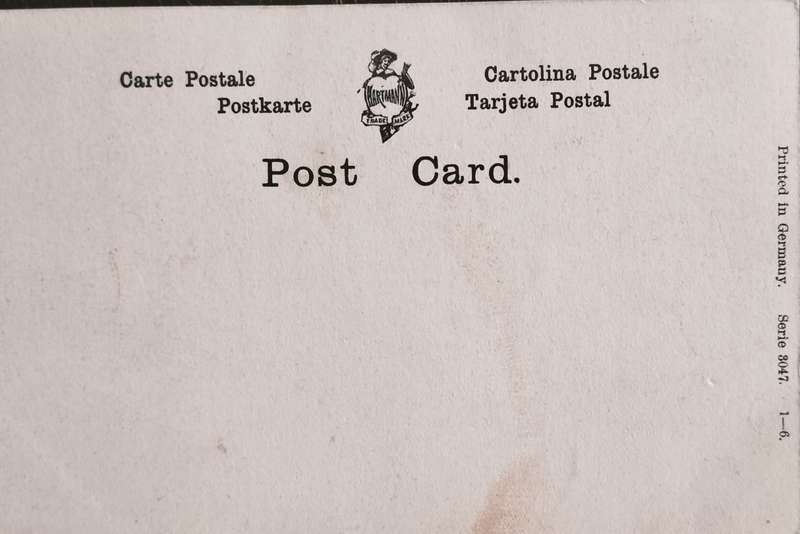 Carte Postale
Postkarte
HARTMANN
TRADE MARK
Cartolina Postale
Tarjeta Postal
Post Card.
Printed in Germany. Serie 3047. 1—6.